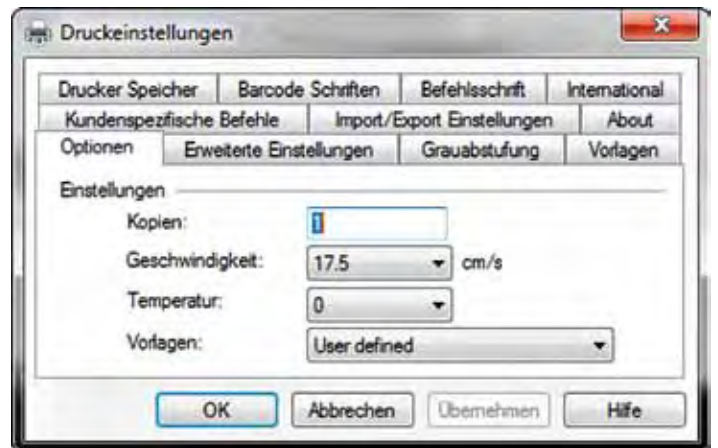 Druckeinstellungen
Drucker Speicher Barcode Schriften Befehlsschrift International
Kundenspezifische Befehle Import/Export Einstellungen About
Optionen Erweiterte Einstellungen Grauabstufung Vorlagen
Einstellungen
Kopien: 1
Geschwindigkeit: 17.5 cm/s
Temperatur: 0
Vorlagen: User defined
OK Abbrechen Übernehmen Hilfe